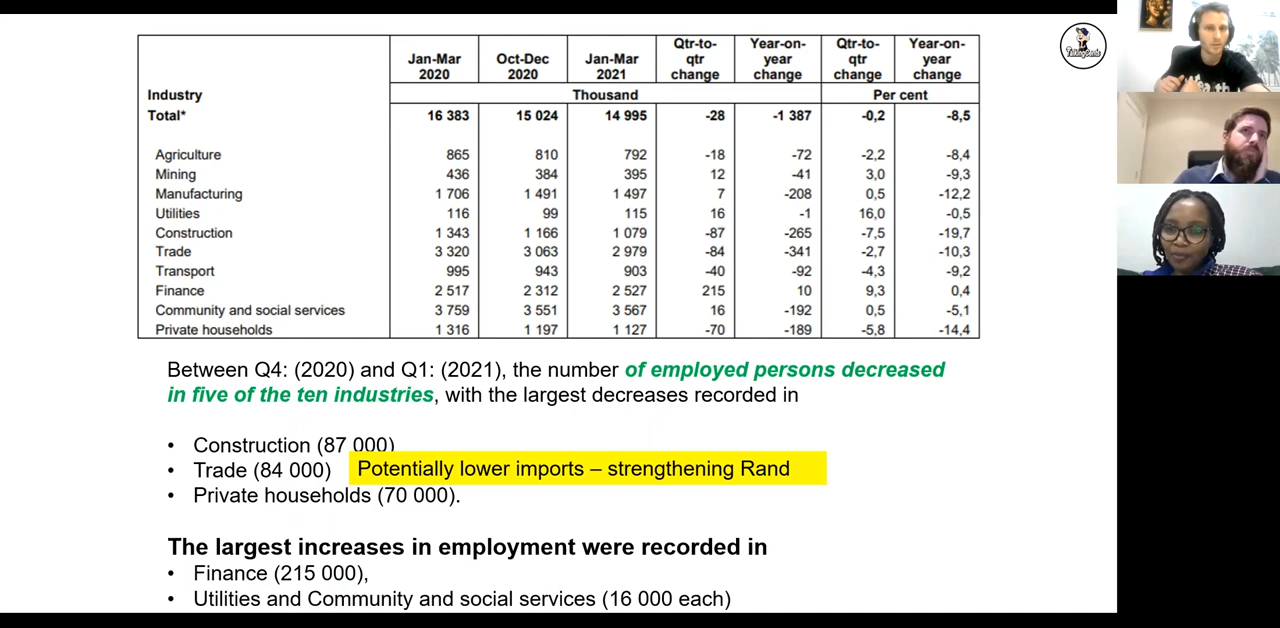 Industry Jan-Mar 2020 Oct-Dec 2020 Jan-Mar 2021 Qtr-to-qtr change Year-on-year change Qtr-to-qtr change Year-on-year change
Thousand Per cent
Total* 16 383 15 024 14 995 -28 -1 387 -0,2 -8,5
Agriculture 865 810 792 -18 -72 -2,2 -8,4
Mining 436 384 395 12 -41 3,0 -9,3
Manufacturing 1 706 1 491 1 497 7 -208 0,5 -12,2
Utilities 116 99 115 16 -1 16,0 -0,5
Construction 1 343 1 166 1 079 -87 -265 -7,5 -19,7
Trade 3 320 3 063 2 979 -84 -341 -2,7 -10,3
Transport 995 943 903 -40 -92 -4,3 -9,2
Finance 2 517 2 312 2 527 215 10 9,3 0,4
Community and social services 3 759 3 551 3 567 16 -192 0,5 -5,1
Private households 1 316 1 197 1 127 -70 -189 -5,8 -14,4
Between Q4: (2020) and Q1: (2021), the number of employed persons decreased
in five of the ten industries, with the largest decreases recorded in
• Construction (87 000)
• Trade (84 000)
Potentially lower imports – strengthening Rand
• Private households (70 000).
The largest increases in employment were recorded in
• Finance (215 000),
• Utilities and Community and social services (16 000 each)